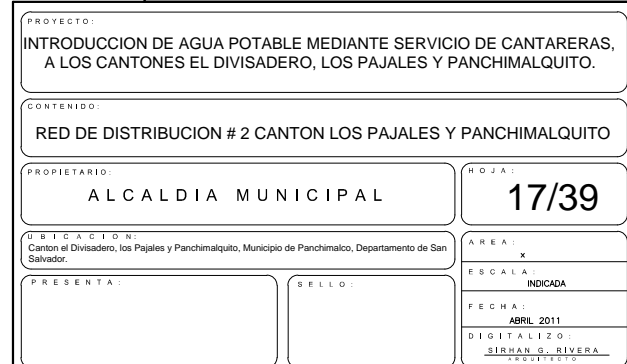 PROYECTO:
INTRODUCCION DE AGUA POTABLE MEDIANTE SERVICIO DE CANTARERAS,
A LOS CANTONES EL DIVISADERO, LOS PAJALES Y PANCHIMALQUITO.
CONTENIDO:
RED DE DISTRIBUCION # 2 CANTON LOS PAJALES Y PANCHIMALQUITO
PROPIETARIO:
ALCALDIA MUNICIPAL
HOJA:
17/39
UBICACION:
Canton el Divisadero, los Pajales y Panchimalquito, Municipio de Panchimalco, Departamento de San
Salvador.
PRESENTA:
SELLO:
AREA:
x
ESCALA:
INDICADA
FECHA:
ABRIL 2011
DIGITALIZO:
SIRHAN G. RIVERA
ARQUITECTO